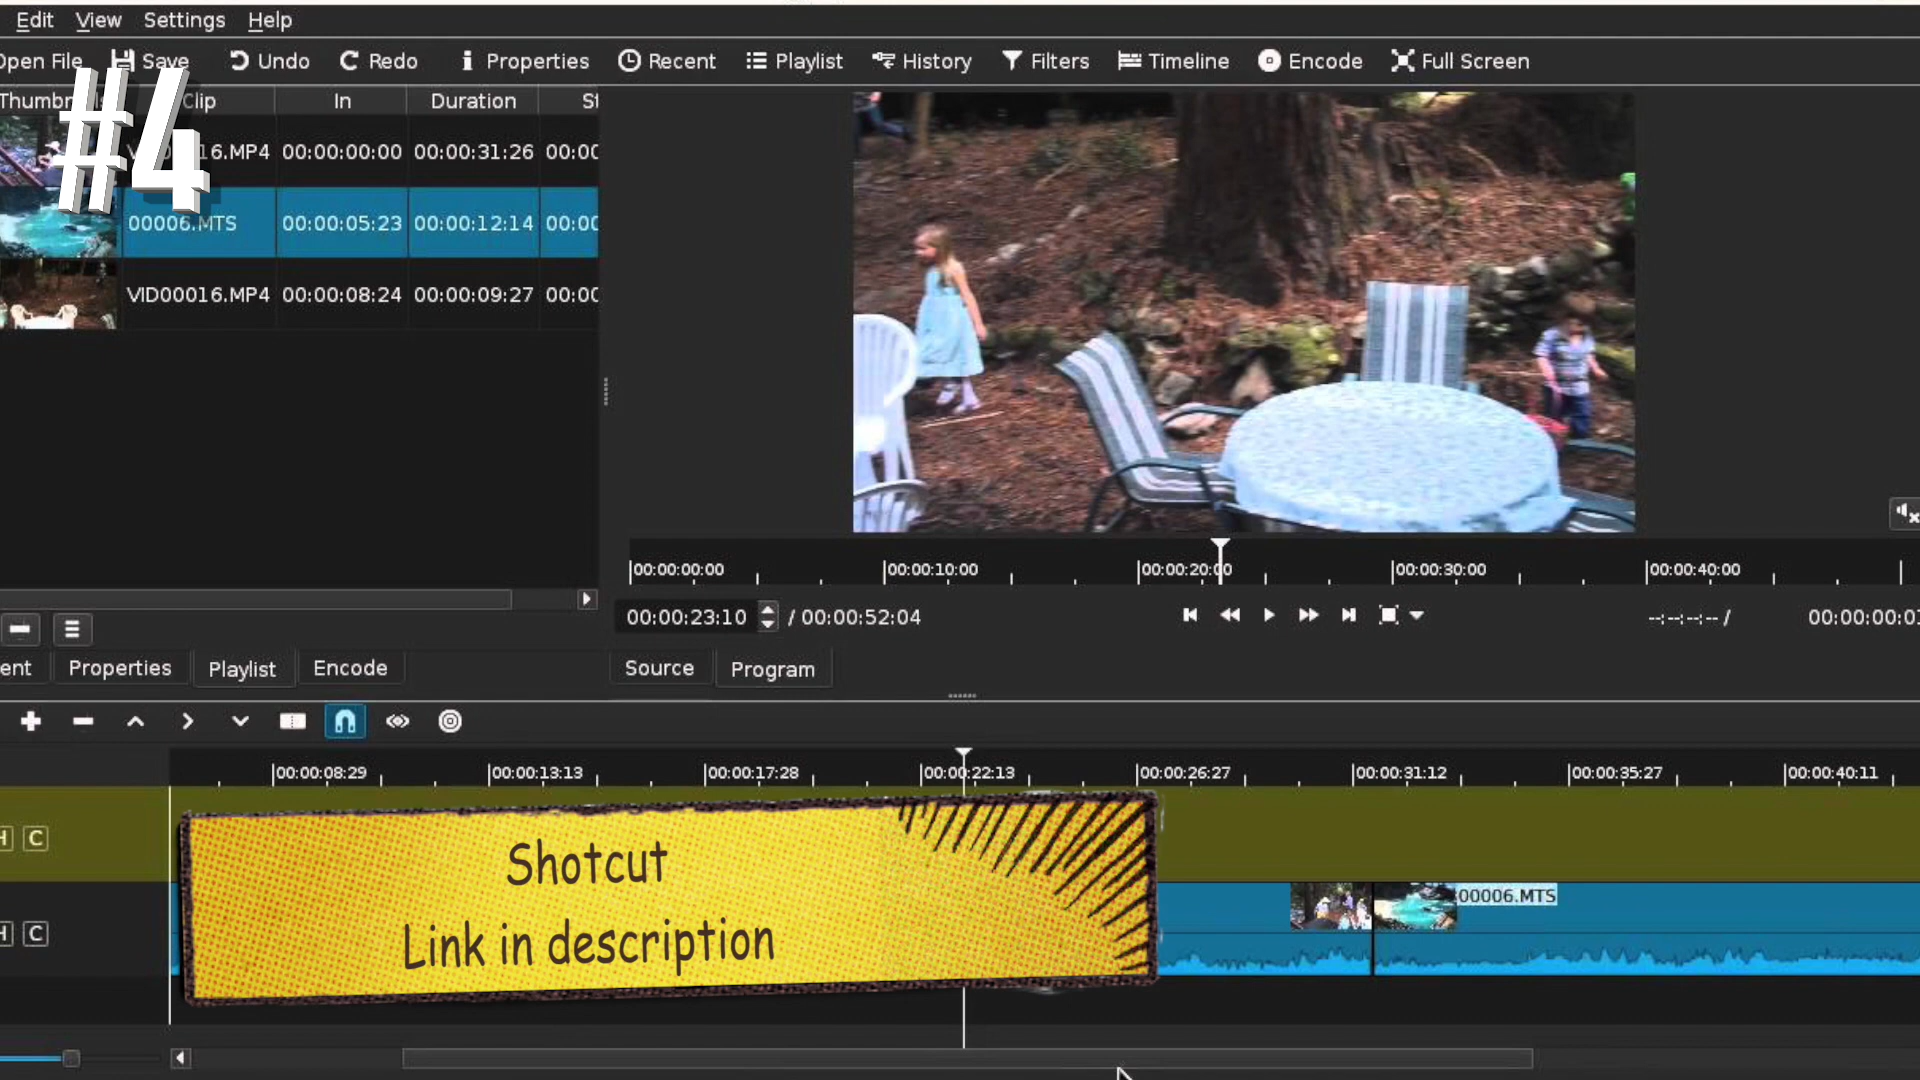 Edit View Settings Help
Open File Save Undo Redo Properties Recent Playlist History Filters Timeline Encode Full Screen
#4
Clip In Duration
6.MP4 00:00:00:00 00:00:31:26 00:00
00006.MTS 00:00:05:23 00:00:12:14 00:00
VID00016.MP4 00:00:08:24 00:00:09:27 00:00
00:00:00:00 00:00:10:00 00:00:20:00 00:00:30:00 00:00:40:00
00:00:23:10 / 00:00:52:04 --:--:--:-- / 00:00:00:0
Properties Playlist Encode Source Program
00:00:08:29 00:00:13:13 00:00:17:28 00:00:22:13 00:00:26:27 00:00:31:12 00:00:35:27 00:00:40:11
C
Shotcut
00006.MTS
C
Link in description